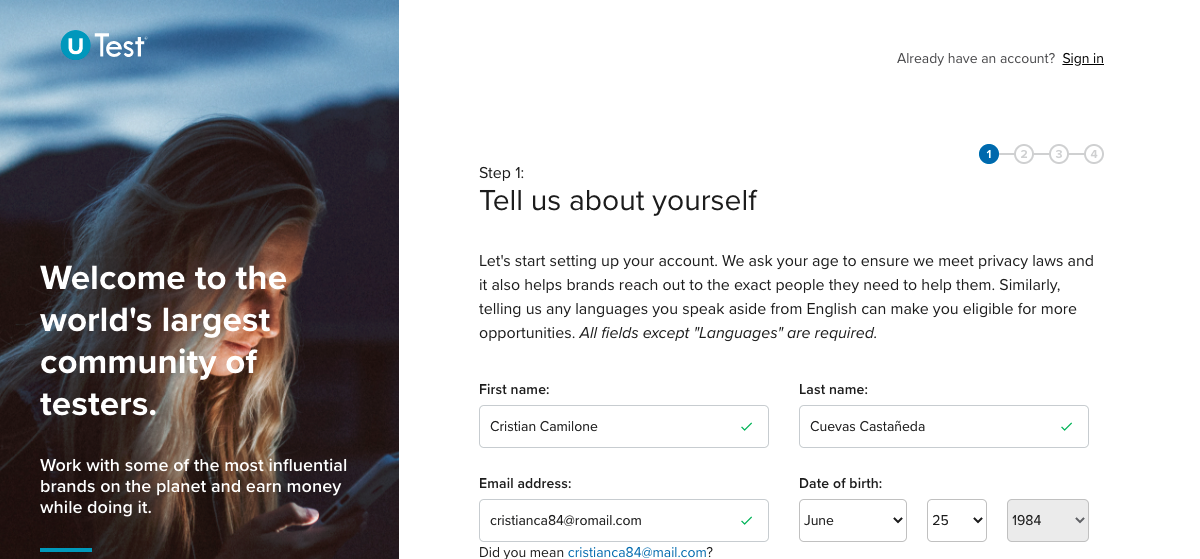 U Test
Already have an account? Sign in
1 2 3 4
Step 1:
Tell us about yourself
Let's start setting up your account. We ask your age to ensure we meet privacy laws and
it also helps brands reach out to the exact people they need to help them. Similarly,
telling us any languages you speak aside from English can make you eligible for more
opportunities. All fields except "Languages" are required.
Welcome to the
world's largest
community of
testers.
Work with some of the most influential
brands on the planet and earn money
while doing it.
First name: Last name:
Cristian Camilone Cuevas Castañeda
Email address: Date of birth:
cristianca84@romail.com June 25 1984
Did you mean cristianca84@mail.com?